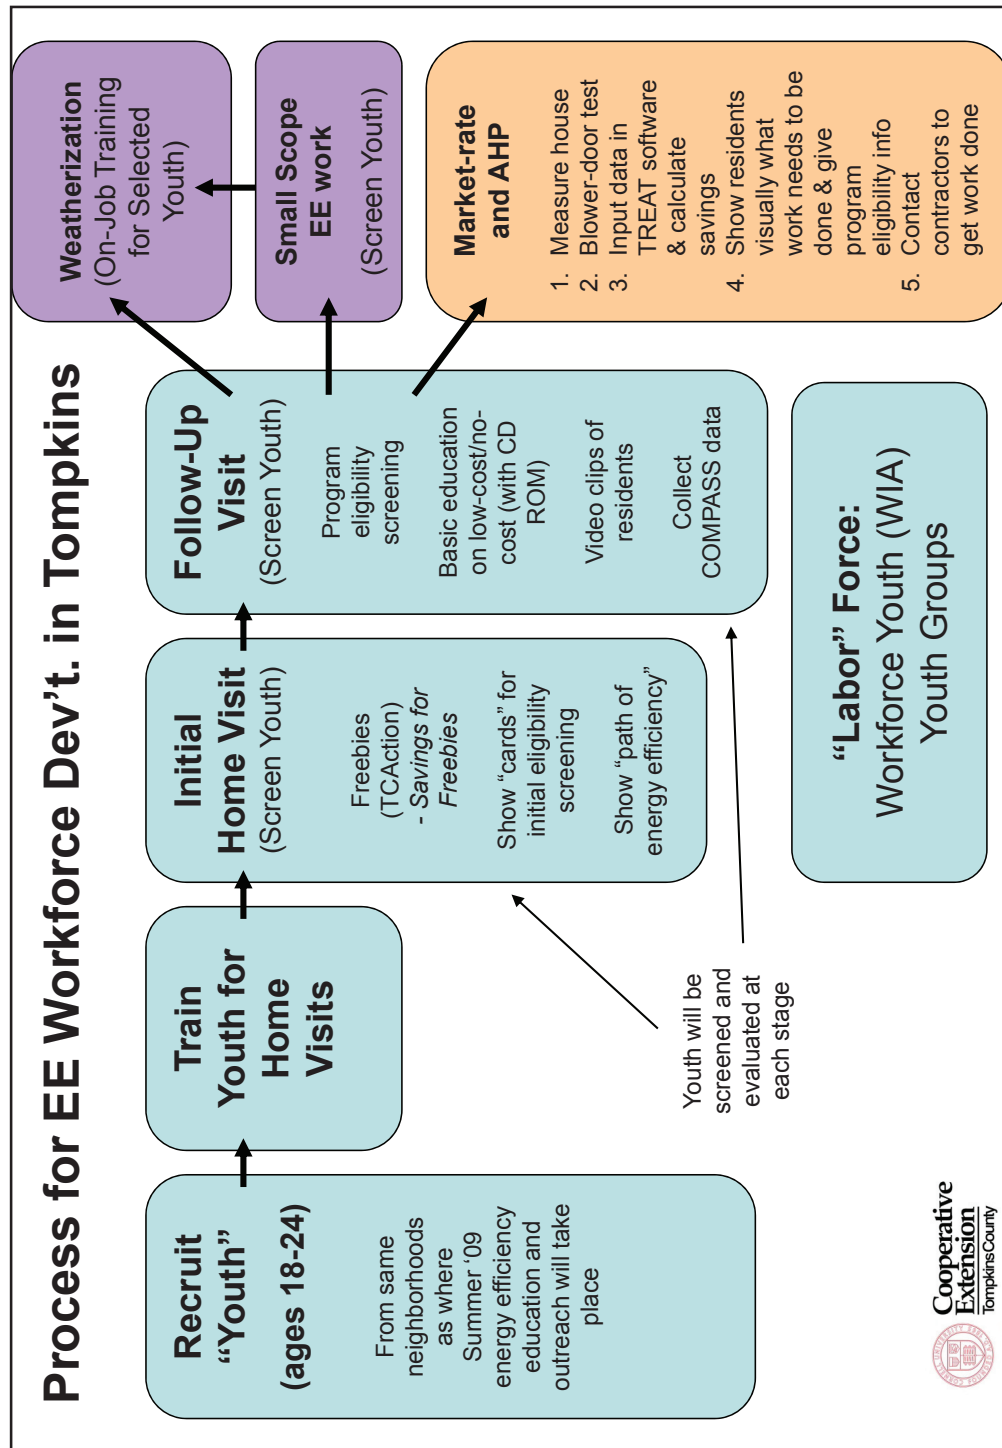 Process for EE Workforce Dev't. in Tompkins
Recruit
“Youth”
(ages 18-24)
From same
neighborhoods
as where
Summer ‘09
energy efficiency
education and
outreach will take
place
Train
Youth for
Home
Visits
Initial
Home Visit
(Screen Youth)
Freebies
(TCAction)
- Savings for
Freebies
Show “cards” for
initial eligibility
screening
Show “path of
energy efficiency”
Follow-Up
Visit
(Screen Youth)
Program
eligibility
screening
Basic education
on low-cost/no-
cost (with CD
ROM)
Video clips of
residents
Collect
COMPASS data
Weatherization
(On-Job Training
for Selected
Youth)
Small Scope
EE work
(Screen Youth)
Market-rate
and AHP
1. Measure house
2. Blower-door test
3. Input data in
TREAT software
& calculate
savings
4. Show residents
visually what
work needs to be
done & give
program
eligibility info
5. Contact
contractors to
get work done
Youth will be
screened and
evaluated at
each stage
“Labor” Force:
Workforce Youth (WIA)
Youth Groups
Cooperative
Extension
Tompkins County